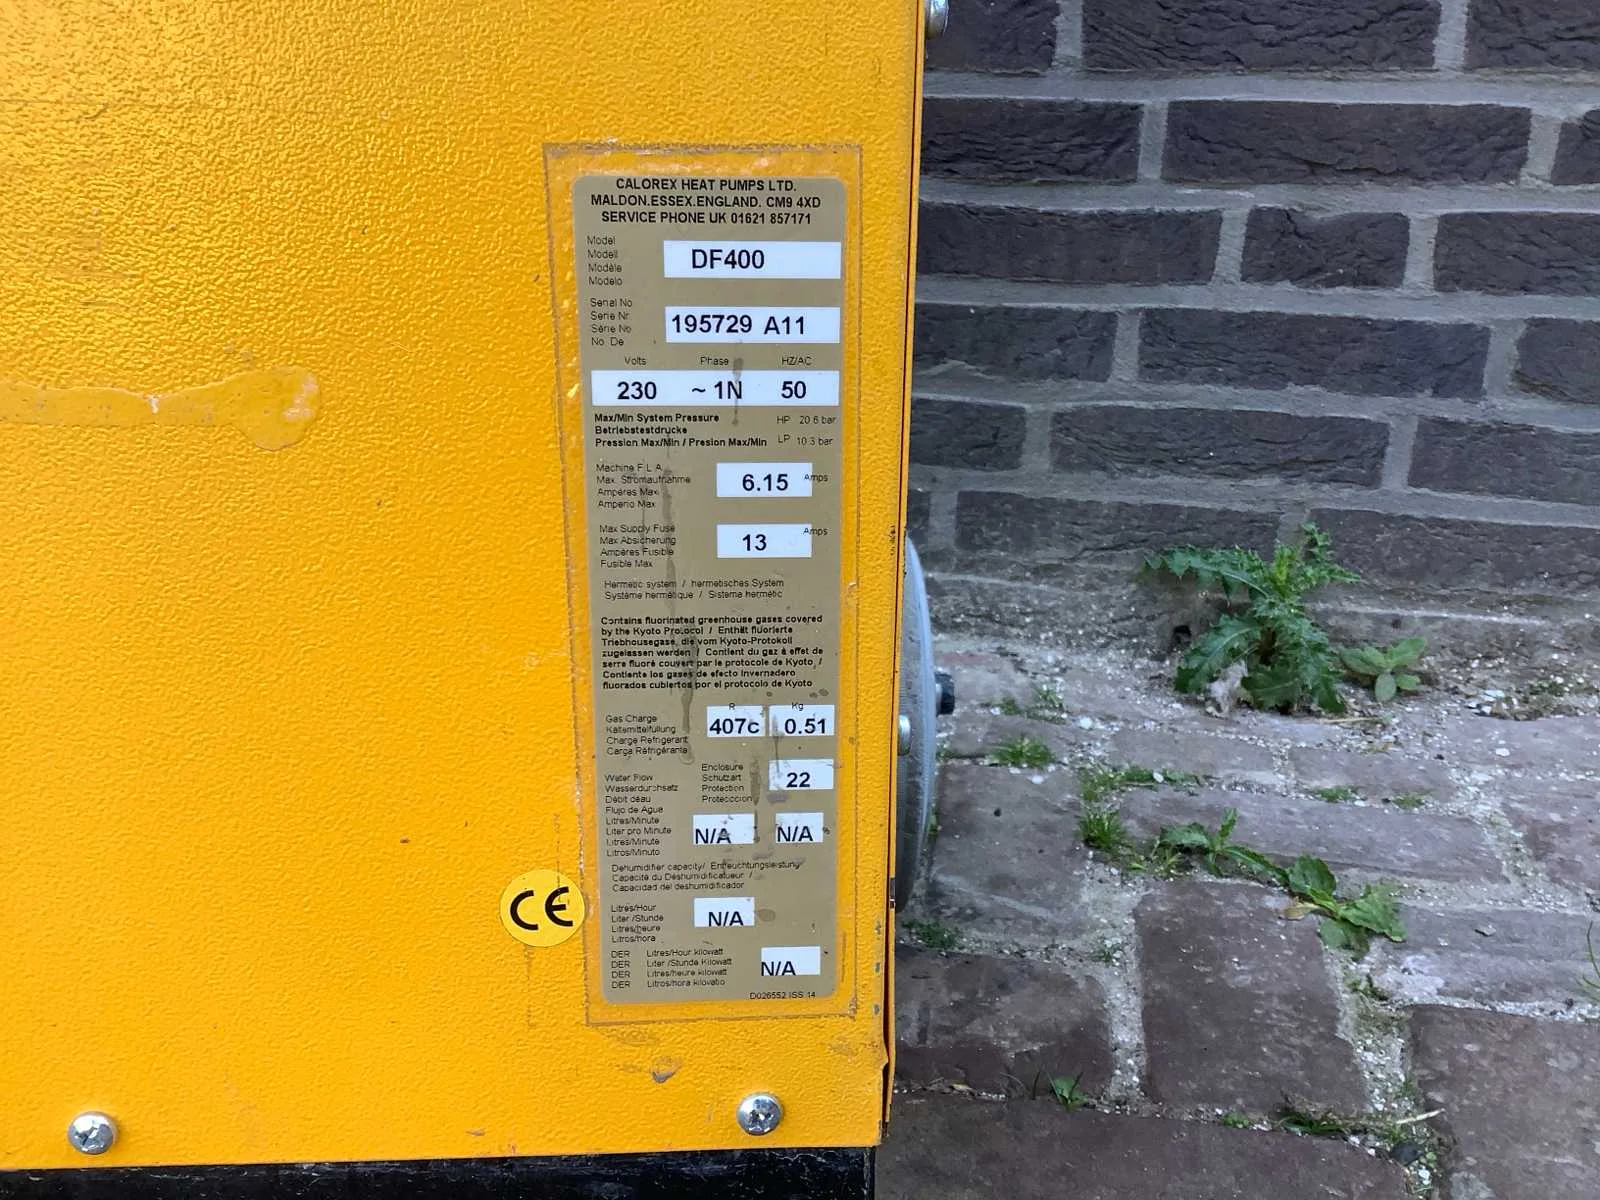 CALOREX HEAT PUMPS LTD.
MALDON.ESSEX.ENGLAND. CM9 4XD
SERVICE PHONE UK 01621 857171
Model
Modell
Modèle
Modelo
DF400
Serial No
Serie Nr
Série No
No. De
195729 A11
Volts Phase HZ/AC
230 ~ 1N 50
Max/Min System Pressure HP 20.6 bar
Betriebstestdrucke
Pression Max/Min / Presion Max/Min LP 10.3 bar
Machine F.L.A.
Max. Stromaufnahme
Ampères Max
Amperio Max
6.15 Amps
Max Supply Fuse
Max Absicherung
Ampères Fusible
Fusible Max
13 Amps
Hermetic system / hermetisches System
Système hermétique / Sistema hermétic
Contains fluorinated greenhouse gases covered
by the Kyoto Protocol / Enthält fluorierte
Triebhousegase, die vom Kyoto-Protokoll
zugelassen werden / Contient du gaz à effet de
serre fluoré couvert par le protocole de Kyoto /
Contiente los gases de efecto invernadero
fluorados cubiertos por el protocolo de Kyoto
R Kg
Gas Charge
Kaltemittelfüllung
Charge Refrigerant
Carga Réfrigérante
407c 0.51
Enclosure
Schutzart
Protection
Proteccion
22
Water Flow
Wasserdurchsatz
Débit deau
Flujo de Agua
Litres/Minute
Liter pro Minute
Litres/Minute
Litros/Minuto
N/A N/A %
Dehumidifier capacity/ Entfeuchtungsleistung
Capacité du Déshumidificatueur /
Capacidad del deshumidificador
Litres/Hour
Liter /Stunde
Litres/heure
Litros/hora
N/A
DER Litres/Hour kilowatt
DER Liter /Stunde Kilowatt
DER Litres/heure kilowatt
DER Litros/hora kilovatio
N/A
D026552 ISS 14
CE